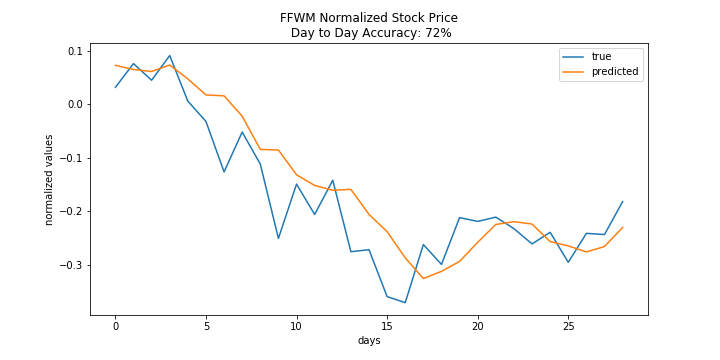 FFWM Normalized Stock Price
Day to Day Accuracy: 72%
true
predicted
0.1
0.0
−0.1
−0.2
−0.3
normalized values
0
5
10
15
20
25
days